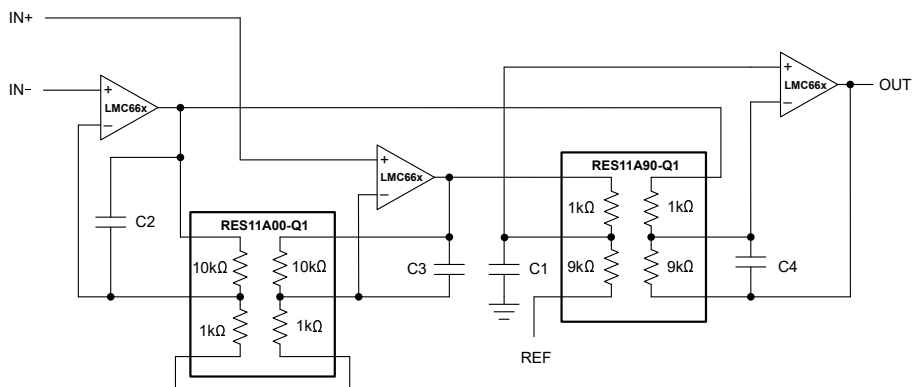 IN+
IN−
+
LMC66x
−
+
LMC66x
−
+
LMC66x
−
OUT
RES11A90-Q1
1kΩ
1kΩ
9kΩ
9kΩ
C1
C4
REF
C2
RES11A00-Q1
10kΩ
10kΩ
1kΩ
1kΩ
C3